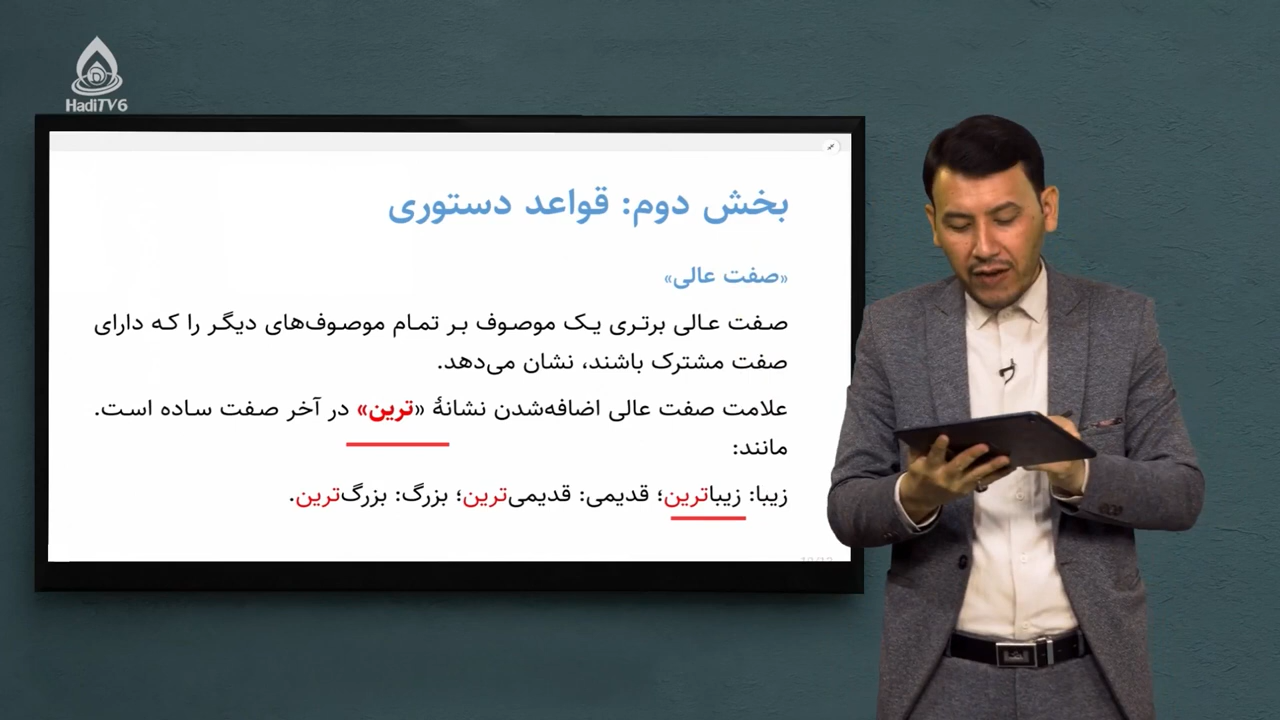 HadiTV6
بخش دوم: قواعد دستوری
«صفت عالی»
صفت عالی برتری یک موصوف بر تمام موصوف‌های دیگر را که دارای
صفت مشترک باشند، نشان می‌دهد.
علامت صفت عالی اضافه‌شدن نشانهٔ «ترین» در آخر صفت ساده است.
مانند:
زیبا: زیباترین؛ قدیمی: قدیمی‌ترین؛ بزرگ: بزرگ‌ترین.